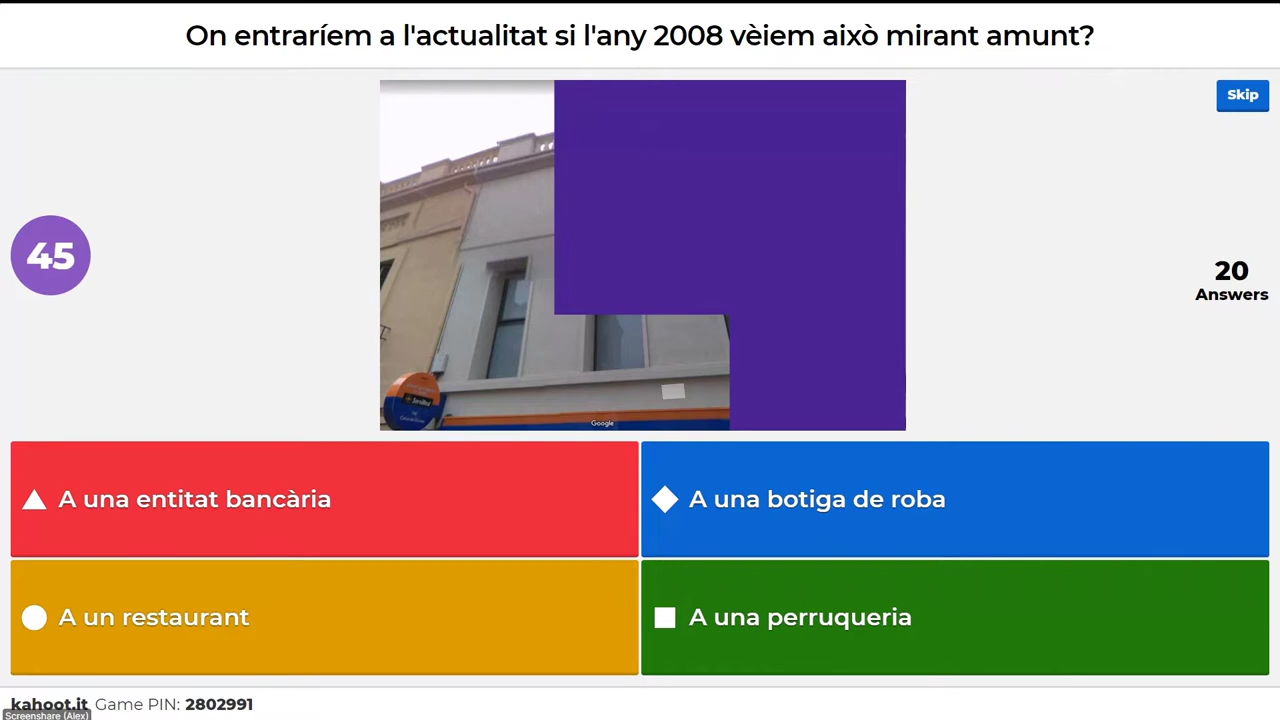 On entraríem a l'actualitat si l'any 2008 vèiem això mirant amunt?
Skip
45
20
Answers
Google
A una entitat bancària
A una botiga de roba
A un restaurant
A una perruqueria
kahoot.it Game PIN: 2802991
Screenshare (Alex)